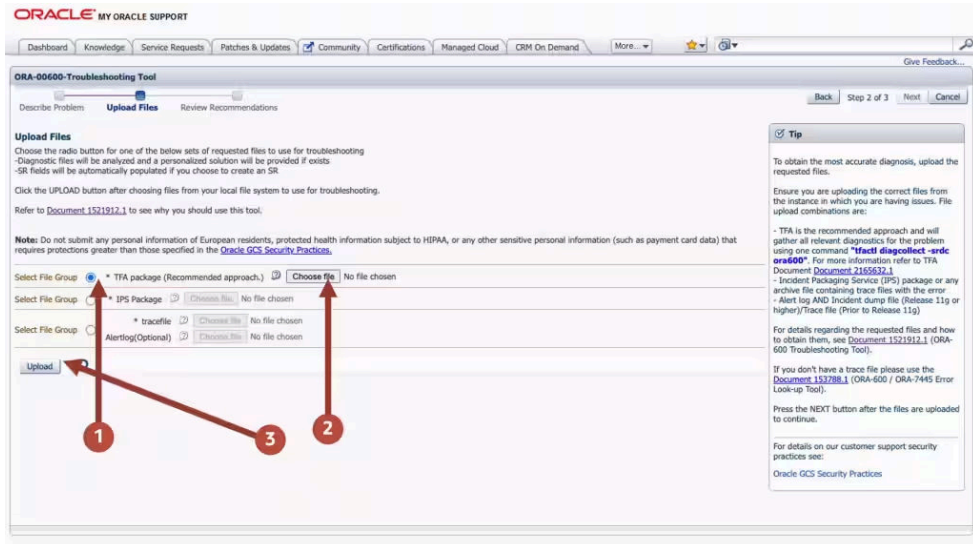 ORACLE MY ORACLE SUPPORT
Dashboard Knowledge Service Requests Patches & Updates Community Certifications Managed Cloud CRM On Demand More...
Give Feedback...
ORA-00600-Troubleshooting Tool
Describe Problem Upload Files Review Recommendations
Back Step 2 of 3 Next Cancel
Upload Files
Choose the radio button for one of the below sets of requested files to use for troubleshooting
-Diagnostic files will be analyzed and a personalized solution will be provided if exists
-SR fields will be automatically populated if you choose to create an SR
Click the UPLOAD button after choosing files from your local file system to use for troubleshooting.
Refer to Document 1521912.1 to see why you should use this tool.
Note: Do not submit any personal information of European residents, protected health information subject to HIPAA, or any other sensitive personal information (such as payment card data) that
requires protections greater than those specified in the Oracle GCS Security Practices.
Select File Group * TFA package (Recommended approach.) Choose file No file chosen
Select File Group * IPS Package Choose file No file chosen
Select File Group * tracefile Choose file No file chosen
Alertlog(Optional) Choose file No file chosen
Upload
1
3
2
Tip
To obtain the most accurate diagnosis, upload the
requested files.
Ensure you are uploading the correct files from
the instance in which you are having issues. File
upload combinations are:
- TFA is the recommended approach and will
gather all relevant diagnostics for the problem
using one command "tfactl diagcollect -srdc
ora600". For more information refer to TFA
Document Document 2165632.1
- Incident Packaging Service (IPS) package or any
archive file containing trace files with the error
- Alert log AND Incident dump file (Release 11g or
higher)/Trace file (Prior to Release 11g)
For details regarding the requested files and how
to obtain them, see Document 1521912.1 (ORA-
600 Troubleshooting Tool).
If you don't have a trace file please use the
Document 153788.1 (ORA-600 / ORA-7445 Error
Look-up Tool).
Press the NEXT button after the files are uploaded
to continue.
For details on our customer support security
practices see:
Oracle GCS Security Practices